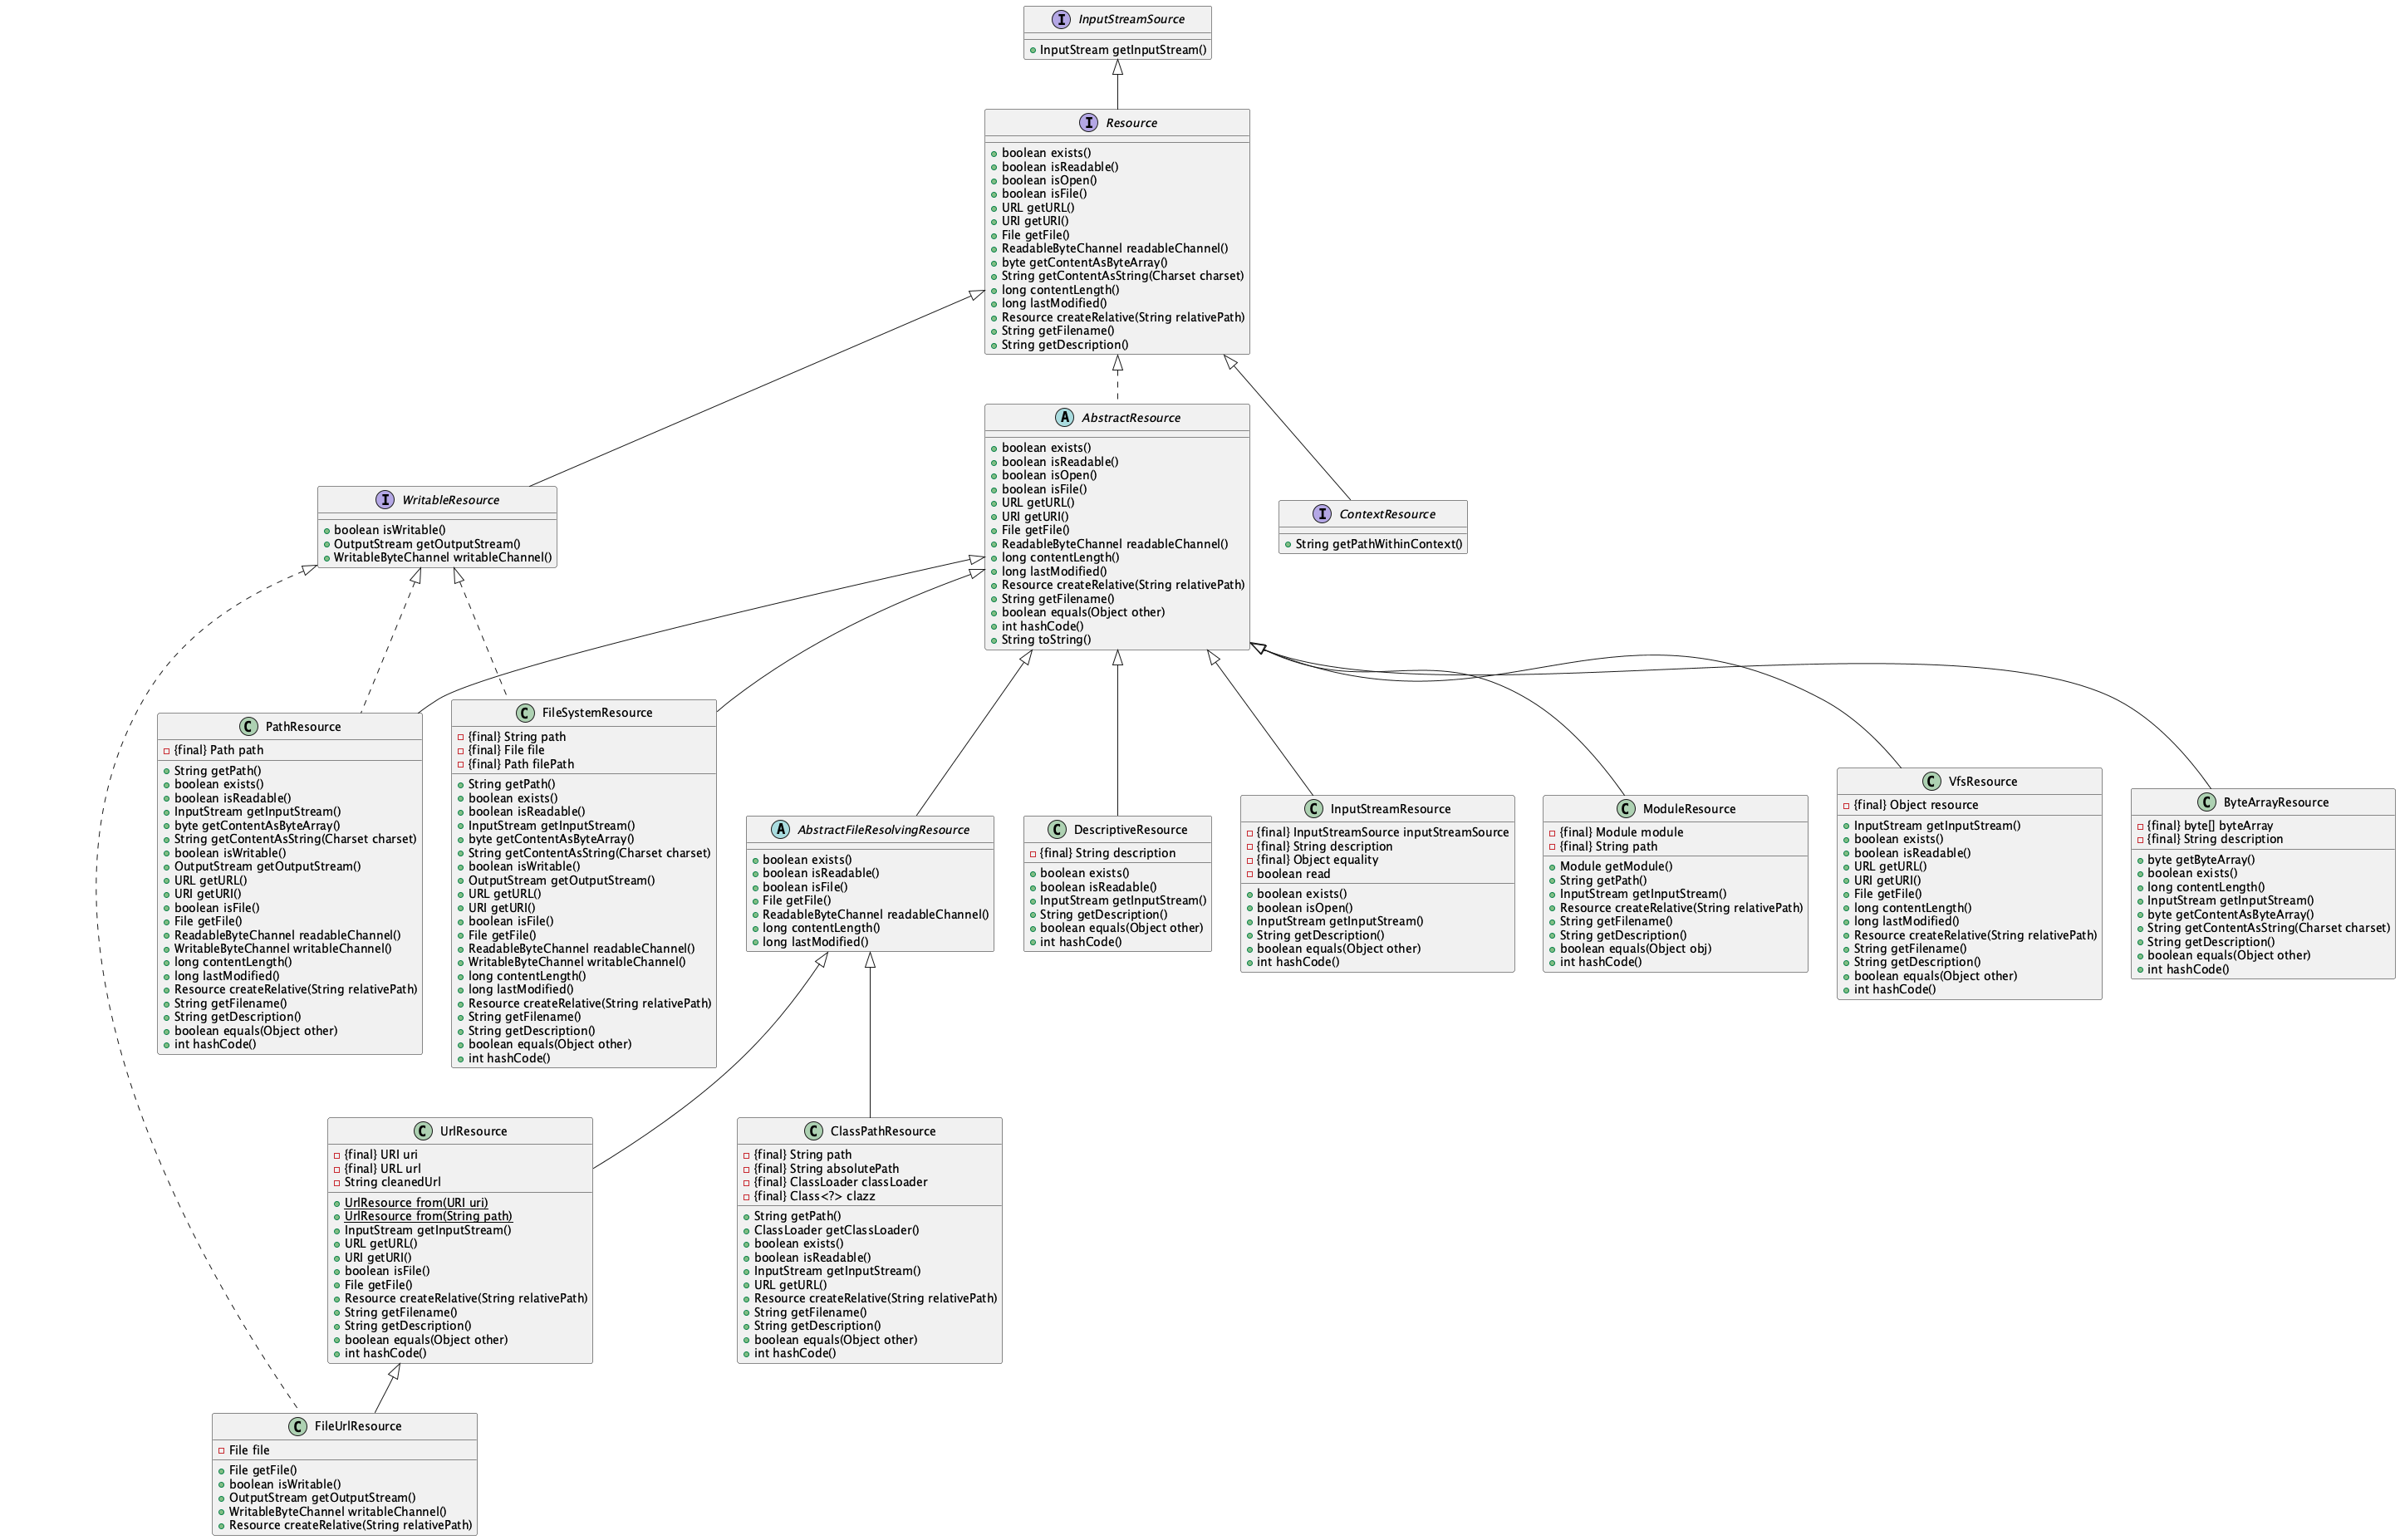 I InputStreamSource
InputStream getInputStream()
I Resource
boolean exists()
boolean isReadable()
boolean isOpen()
boolean isFile()
URL getURL()
URI getURI()
File getFile()
ReadableByteChannel readableChannel()
byte getContentAsByteArray()
String getContentAsString(Charset charset)
long contentLength()
long lastModified()
Resource createRelative(String relativePath)
String getFilename()
String getDescription()
A AbstractResource
boolean exists()
boolean isReadable()
boolean isOpen()
boolean isFile()
URL getURL()
URI getURI()
File getFile()
ReadableByteChannel readableChannel()
long contentLength()
long lastModified()
Resource createRelative(String relativePath)
String getFilename()
boolean equals(Object other)
int hashCode()
String toString()
I WritableResource
boolean isWritable()
OutputStream getOutputStream()
WritableByteChannel writableChannel()
I ContextResource
String getPathWithinContext()
C PathResource
{final} Path path
String getPath()
boolean exists()
boolean isReadable()
InputStream getInputStream()
byte getContentAsByteArray()
String getContentAsString(Charset charset)
boolean isWritable()
OutputStream getOutputStream()
URL getURL()
URI getURI()
boolean isFile()
File getFile()
ReadableByteChannel readableChannel()
WritableByteChannel writableChannel()
long contentLength()
long lastModified()
Resource createRelative(String relativePath)
String getFilename()
String getDescription()
boolean equals(Object other)
int hashCode()
C FileSystemResource
{final} String path
{final} File file
{final} Path filePath
String getPath()
boolean exists()
boolean isReadable()
InputStream getInputStream()
byte getContentAsByteArray()
String getContentAsString(Charset charset)
boolean isWritable()
OutputStream getOutputStream()
URL getURL()
URI getURI()
boolean isFile()
File getFile()
ReadableByteChannel readableChannel()
WritableByteChannel writableChannel()
long contentLength()
long lastModified()
Resource createRelative(String relativePath)
String getFilename()
String getDescription()
boolean equals(Object other)
int hashCode()
A AbstractFileResolvingResource
boolean exists()
boolean isReadable()
boolean isFile()
File getFile()
ReadableByteChannel readableChannel()
long contentLength()
long lastModified()
C DescriptiveResource
{final} String description
boolean exists()
boolean isReadable()
InputStream getInputStream()
String getDescription()
boolean equals(Object other)
int hashCode()
C InputStreamResource
{final} InputStreamSource inputStreamSource
{final} String description
{final} Object equality
boolean read
boolean exists()
boolean isOpen()
InputStream getInputStream()
String getDescription()
boolean equals(Object other)
int hashCode()
C ModuleResource
{final} Module module
{final} String path
Module getModule()
String getPath()
InputStream getInputStream()
Resource createRelative(String relativePath)
String getFilename()
String getDescription()
boolean equals(Object obj)
int hashCode()
C VfsResource
{final} Object resource
InputStream getInputStream()
boolean exists()
boolean isReadable()
URL getURL()
URI getURI()
File getFile()
long contentLength()
long lastModified()
Resource createRelative(String relativePath)
String getFilename()
String getDescription()
boolean equals(Object other)
int hashCode()
C ByteArrayResource
{final} byte[] byteArray
{final} String description
byte getByteArray()
boolean exists()
long contentLength()
InputStream getInputStream()
byte getContentAsByteArray()
String getContentAsString(Charset charset)
String getDescription()
boolean equals(Object other)
int hashCode()
C UrlResource
{final} URI uri
{final} URL url
String cleanedUrl
UrlResource from(URI uri)
UrlResource from(String path)
InputStream getInputStream()
URL getURL()
URI getURI()
boolean isFile()
File getFile()
Resource createRelative(String relativePath)
String getFilename()
String getDescription()
boolean equals(Object other)
int hashCode()
C ClassPathResource
{final} String path
{final} String absolutePath
{final} ClassLoader classLoader
{final} Class<?> clazz
String getPath()
ClassLoader getClassLoader()
boolean exists()
boolean isReadable()
InputStream getInputStream()
URL getURL()
Resource createRelative(String relativePath)
String getFilename()
String getDescription()
boolean equals(Object other)
int hashCode()
C FileUrlResource
File file
File getFile()
boolean isWritable()
OutputStream getOutputStream()
WritableByteChannel writableChannel()
Resource createRelative(String relativePath)